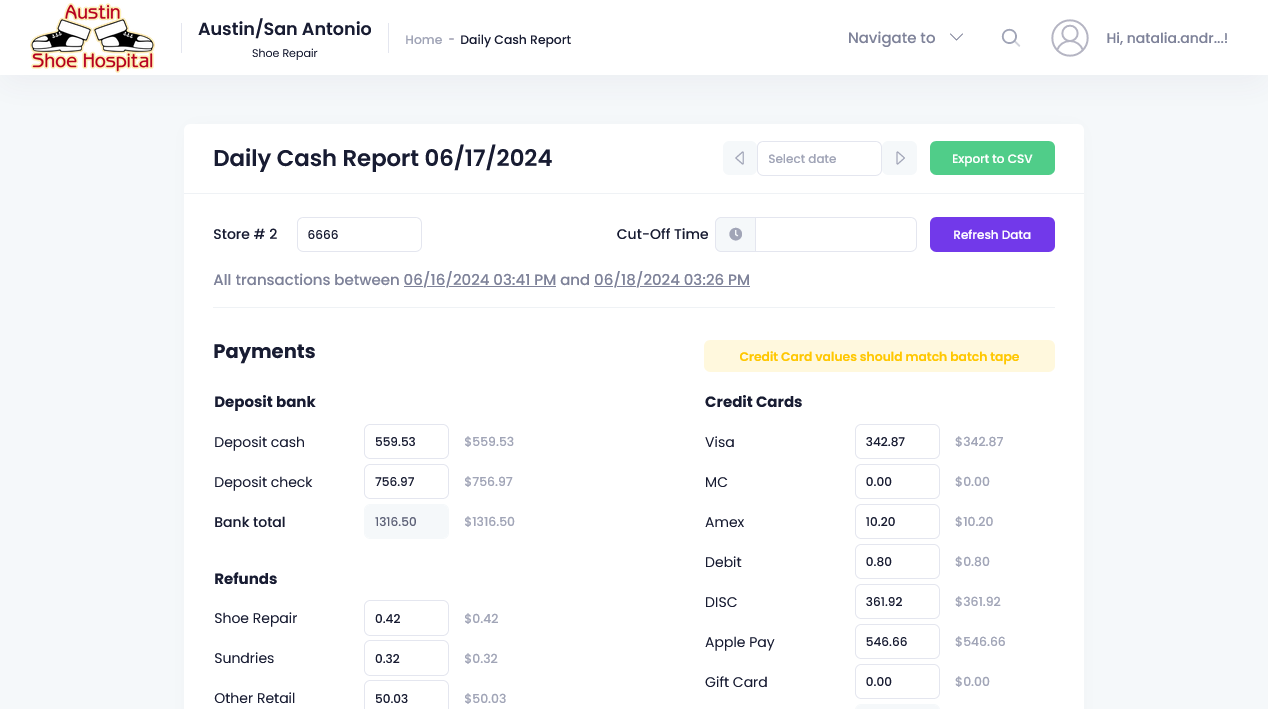 Austin
Shoe Hospital
Austin/San Antonio
Shoe Repair
Home - Daily Cash Report
Navigate to
Hi, natalia.andr...!
Daily Cash Report 06/17/2024
Select date
Export to CSV
Store # 2
6666
Cut-Off Time
Refresh Data
All transactions between 06/16/2024 03:41 PM and 06/18/2024 03:26 PM
Payments
Credit Card values should match batch tape
Deposit bank
Deposit cash 559.53 $559.53
Deposit check 756.97 $756.97
Bank total 1316.50 $1316.50
Refunds
Shoe Repair 0.42 $0.42
Sundries 0.32 $0.32
Other Retail 50.03 $50.03
Credit Cards
Visa 342.87 $342.87
MC 0.00 $0.00
Amex 10.20 $10.20
Debit 0.80 $0.80
DISC 361.92 $361.92
Apple Pay 546.66 $546.66
Gift Card 0.00 $0.00